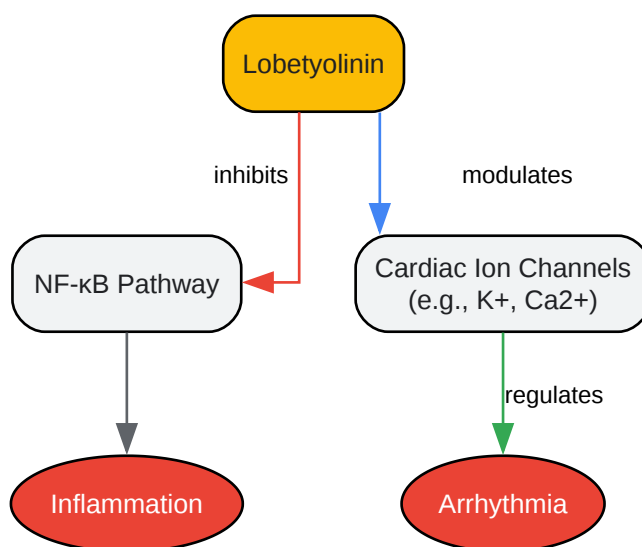 Lobetyolinin
inhibits
modulates
NF-κB Pathway
Cardiac Ion Channels
(e.g., K+, Ca2+)
regulates
Inflammation
Arrhythmia